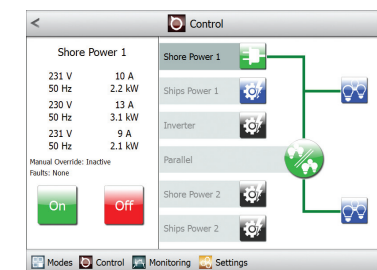 < Control
Shore Power 1
231 V 10 A
50 Hz 2.2 kW
230 V 13 A
50 Hz 3.1 kW
231 V 9 A
50 Hz 2.1 kW
Manual Override: Inactive
Faults: None
On Off
Shore Power 1
Ships Power 1
Inverter
Parallel
Shore Power 2
Ships Power 2
Modes Control Monitoring Settings